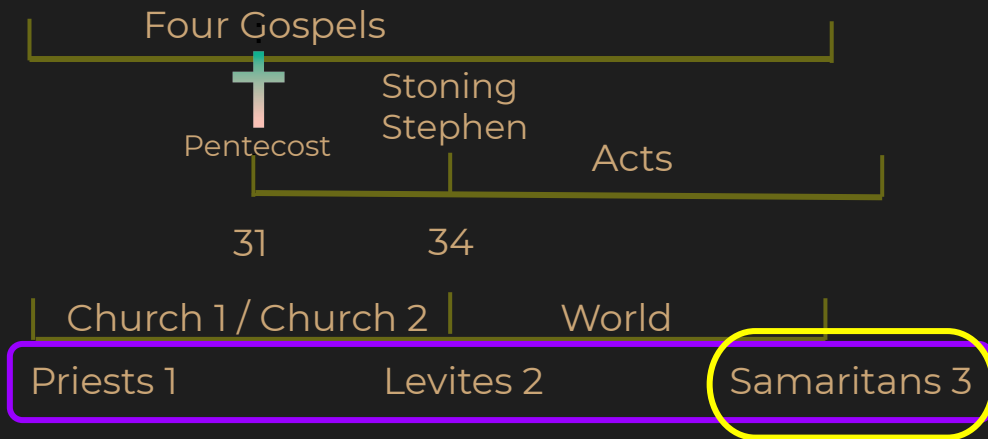 Four Gospels
Stoning
Stephen
Pentecost
Acts
31
34
Church 1 / Church 2
World
Priests 1
Levites 2
Samaritans 3